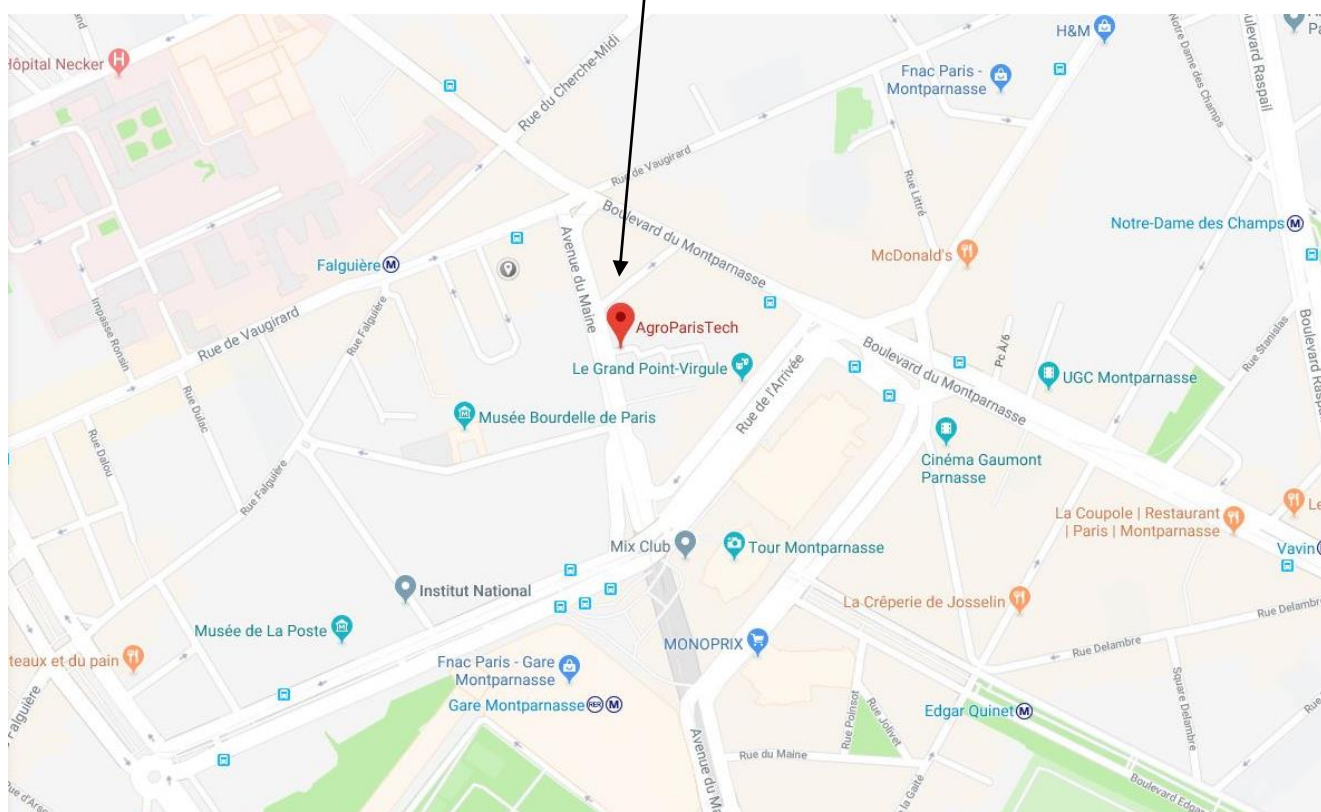 H&M
Hôpital Necker
H
Rue du Cherche-Midi
Fnac Paris -
Montparnasse
Notre Dame des Champs
Boulevard Raspail
Rue de Vaugirard
Rue Littré
Boulevard du Montparnasse
Notre-Dame des Champs M
Avenue du Maine
McDonald's
Falguière M
Impasse Ronsin
Rue de Vaugirard
Rue Falguière
AgroParisTech
Pc A/6
Rue Stanislas
Boulevard
Le Grand Point-Virgule
Boulevard du Montparnasse
UGC Montparnasse
Rue Dulac
Musée Bourdelle de Paris
Rue de l'Arrivée
Rue Dalou
Rue Falguière
Cinéma Gaumont
Parnasse
La Coupole | Restaurant
| Paris | Montparnasse
Le
Mix Club
Tour Montparnasse
Vavin
Institut National
La Crêperie de Josselin
Rue Delambre
Musée de La Poste
MONOPRIX
Rue Delambre
teaux et du pain
Fnac Paris - Gare
Montparnasse
Gare Montparnasse RER M
Edgar Quinet M
Rue Poinsot
Rue Jolivet
Square Delambre
Falguière
Avenue du
Rue du Maine
la Gaîté
Boulevard Edgar